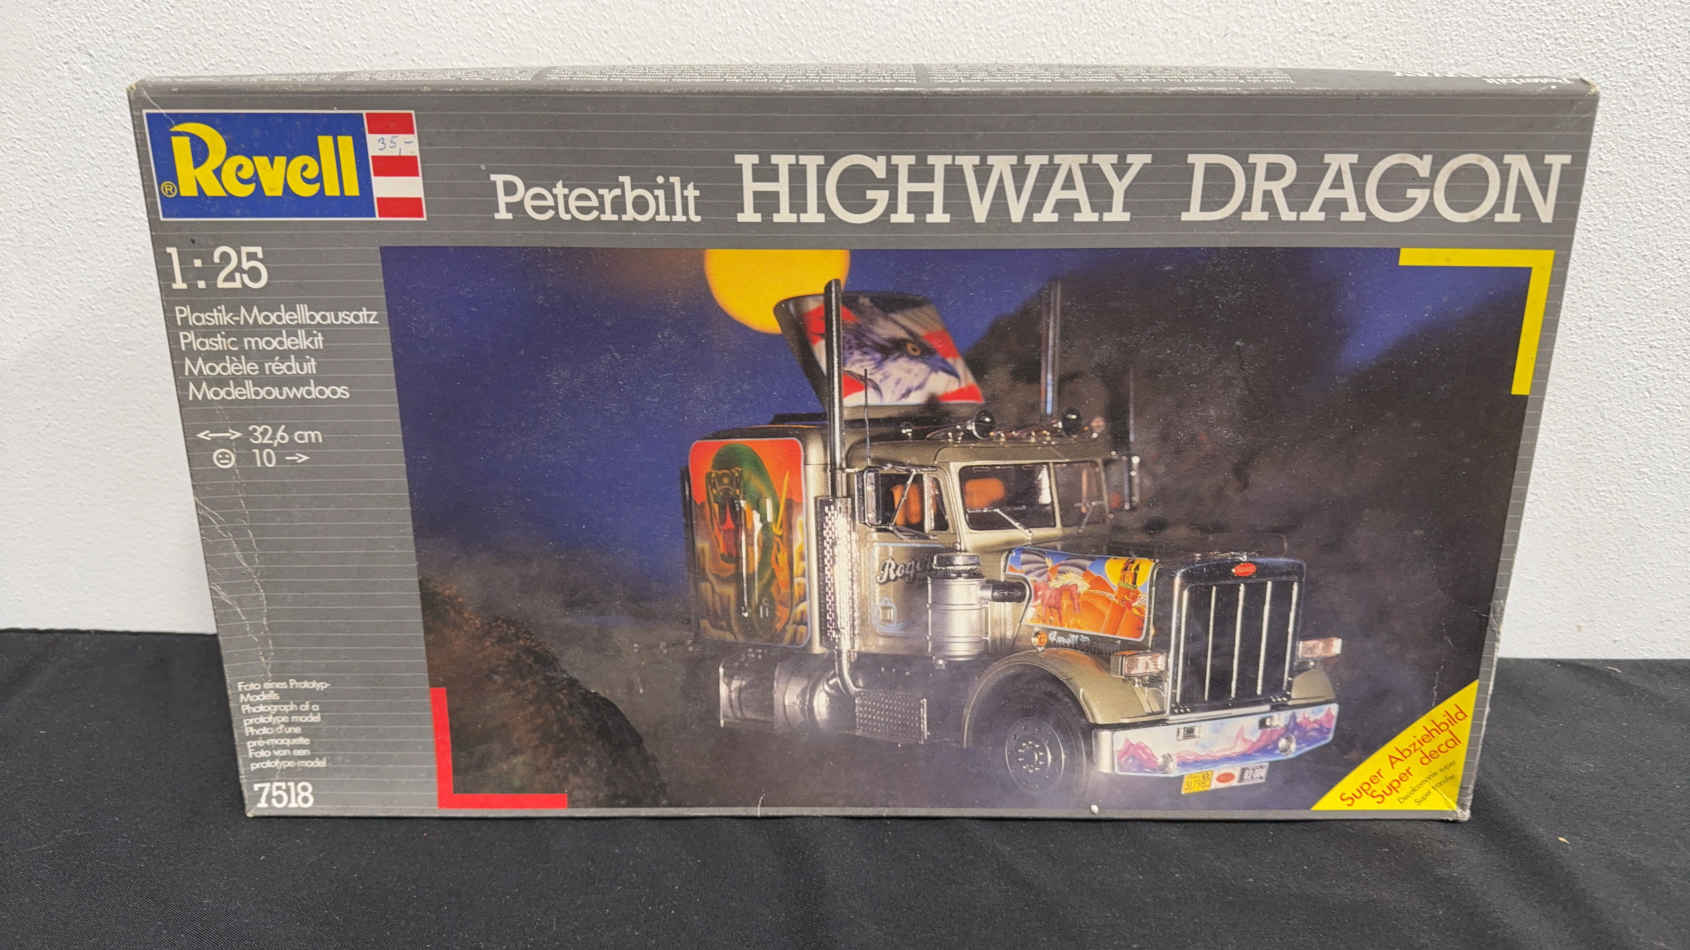 ® Revell
35,-
Peterbilt HIGHWAY DRAGON
1:25
Plastik-Modellbausatz
Plastic modelkit
Modèle réduit
Modelbouwdoos
32,6 cm
10
Foto eines Prototyp-
Modells
Photograph of a
prototype model
Photo d'une
pré-maquette
Foto van een
prototype-model
7518
Revell
Super Abziehbild
Super decal